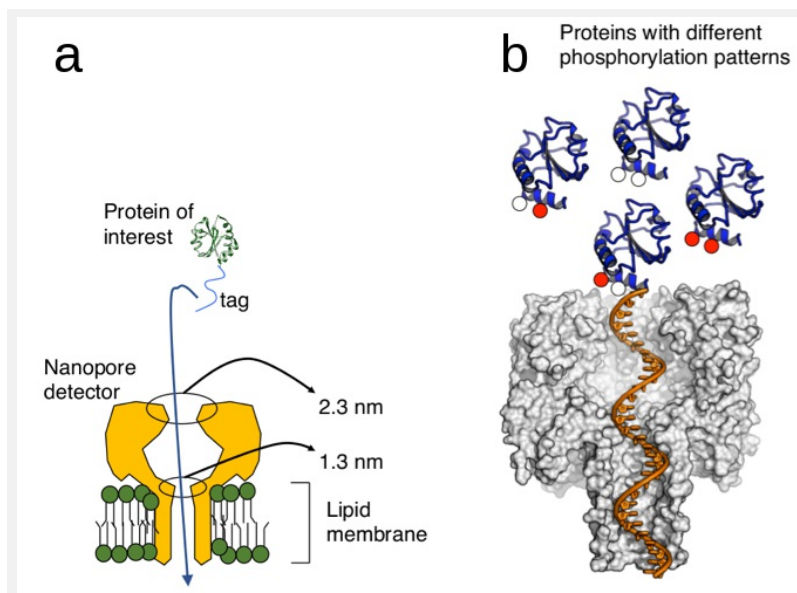 a
b
Proteins with different
phosphorylation patterns
Protein of
interest
tag
Nanopore
detector
2.3 nm
1.3 nm
Lipid
membrane